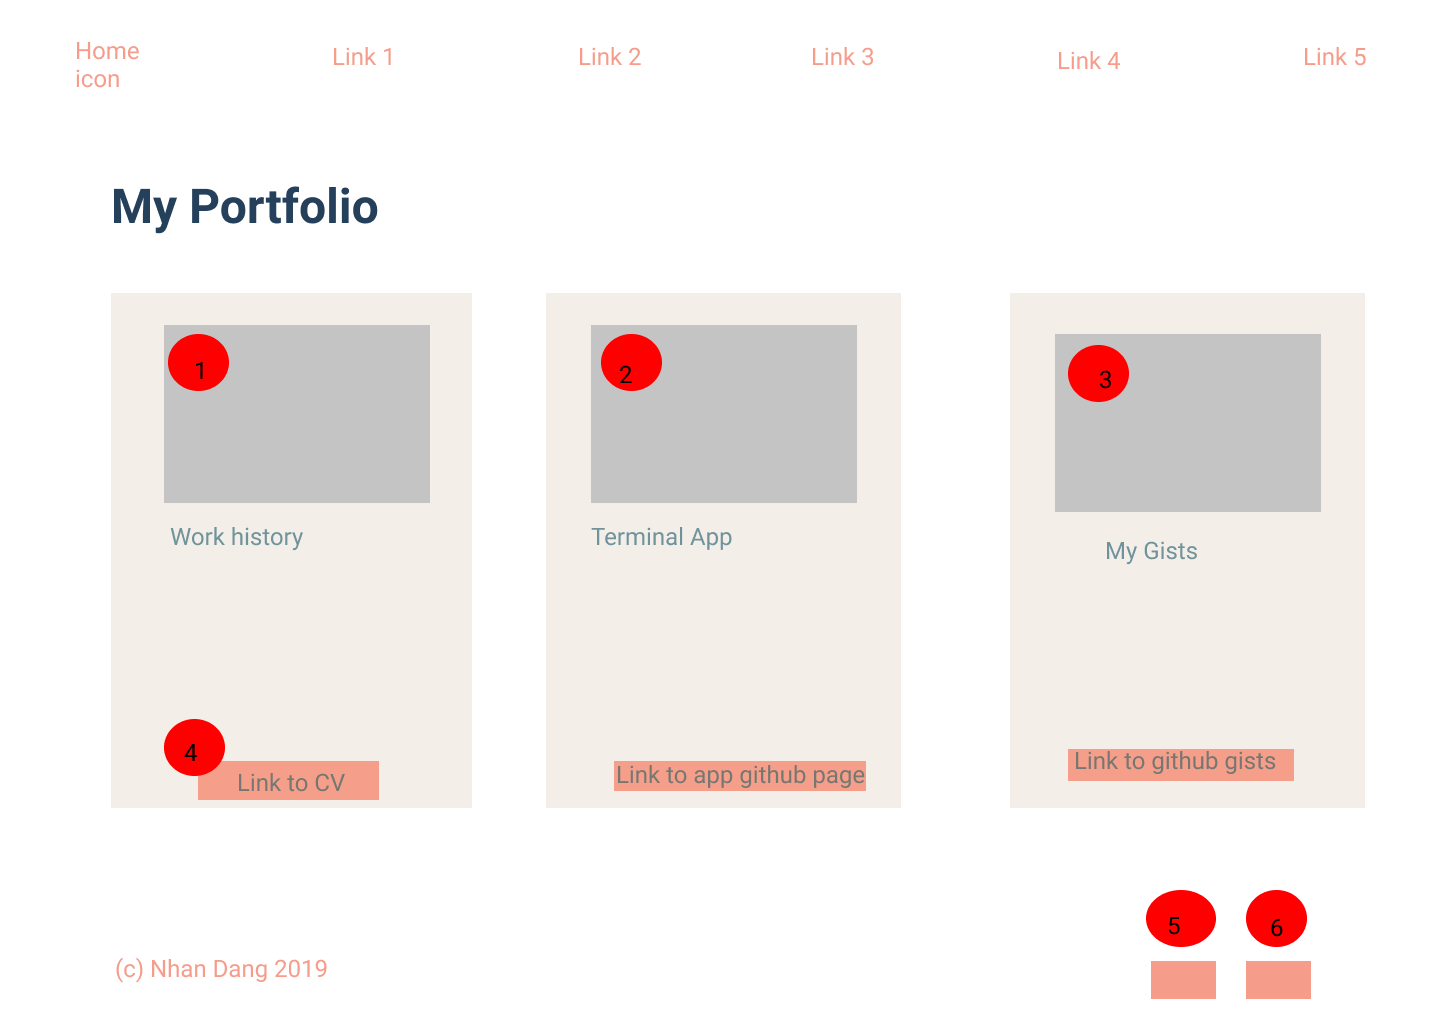 Home
icon
Link 1
Link 2
Link 3
Link 4
Link 5
My Portfolio
1
2
3
Work history
Terminal App
My Gists
4
Link to CV
Link to app github page
Link to github gists
5
6
(c) Nhan Dang 2019